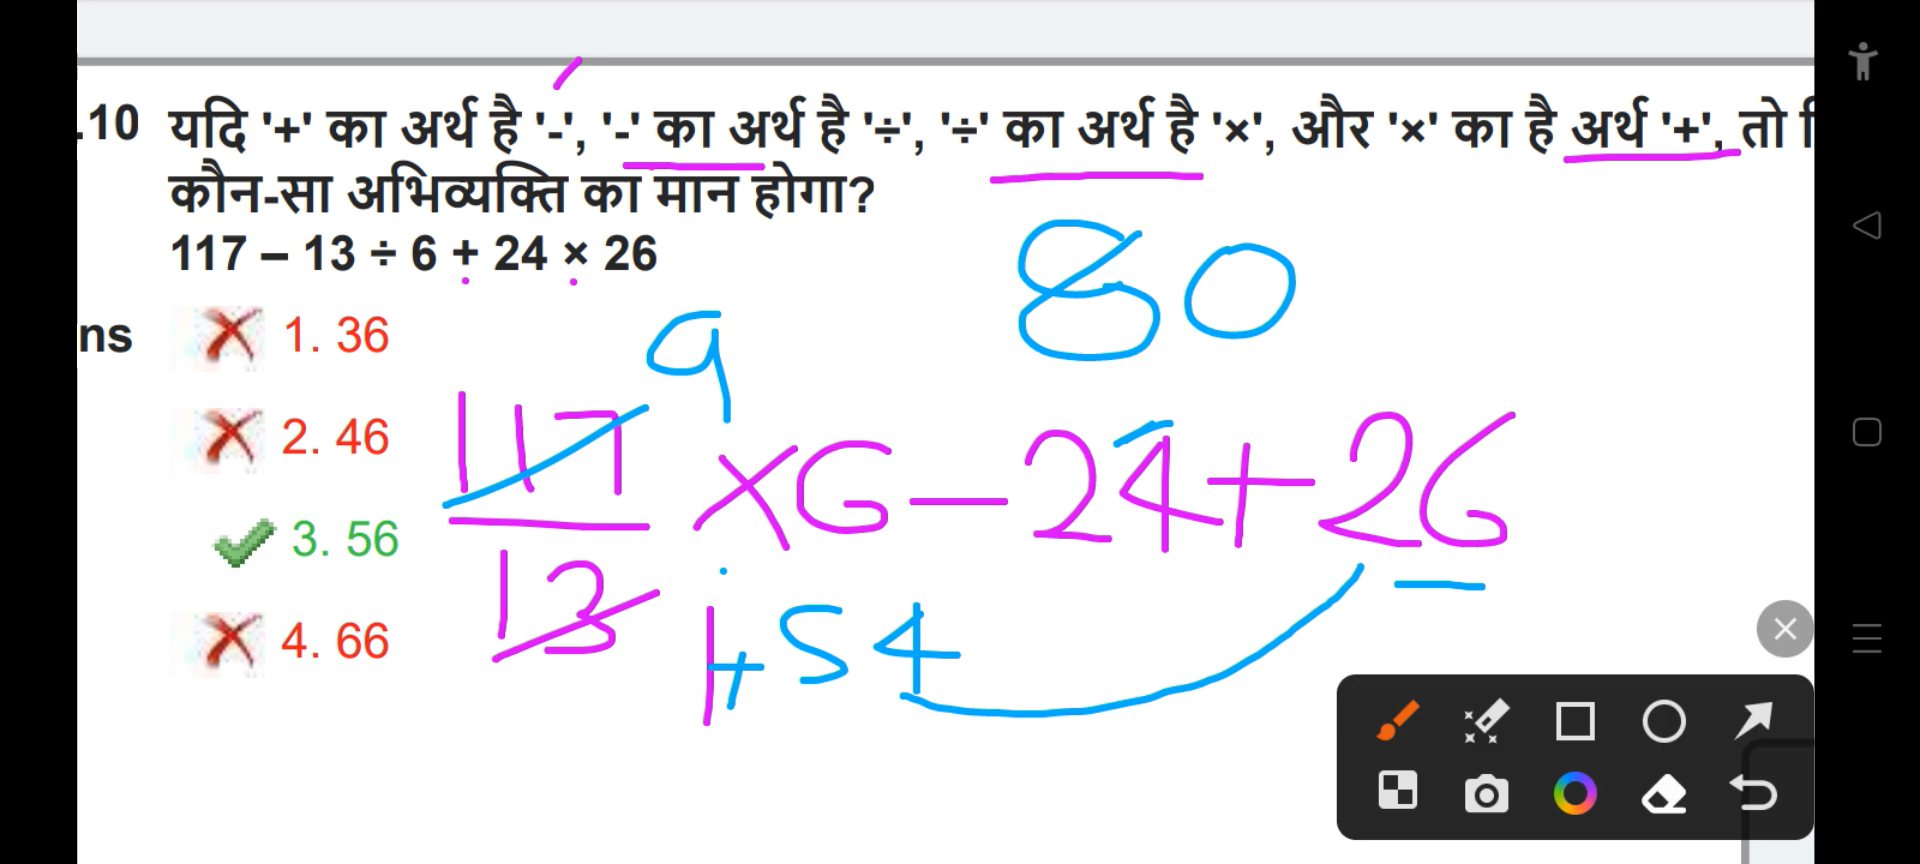 .10 यदि '+' का अर्थ है '-', '-' का अर्थ है '÷', '÷' का अर्थ है '×', और '×' का है अर्थ '+', तो
कौन-सा अभिव्यक्ति का मान होगा?
117 – 13 ÷ 6 + 24 × 26
80
ns
1. 36
9
2. 46
117
×6-24+26
3. 56
13
+54
4. 66